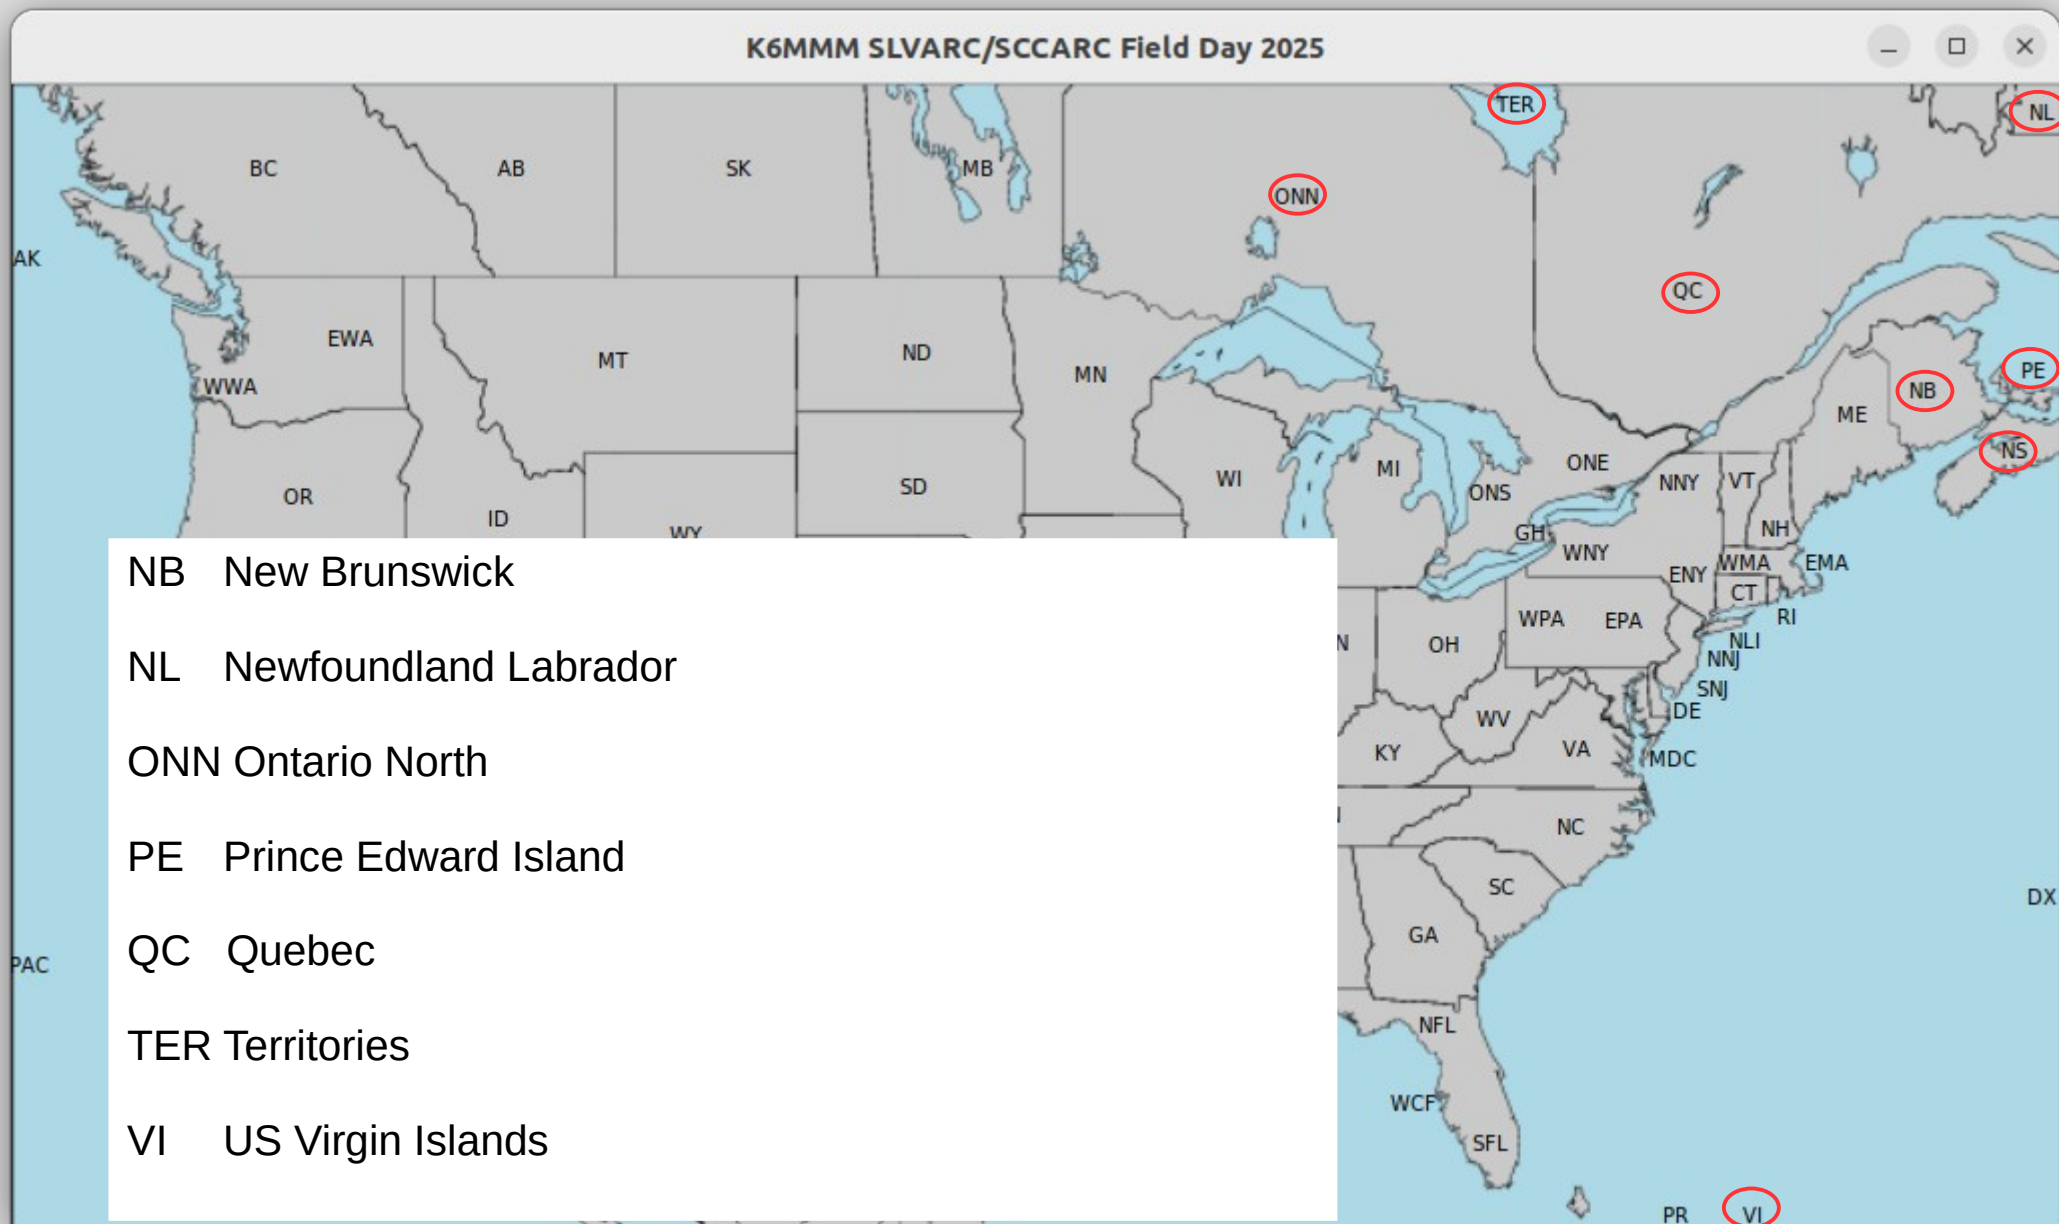 K6MMM SLVARC/SCCARC Field Day 2025
TER
NL
BC
AB
SK
MB
ONN
AK
QC
EWA
MT
ND
MN
WWA
PE
NB
ME
NS
OR
ID
WY
SD
WI
MI
ONS
ONE
NNY
VT
NH
GH
WNY
ENY
WMA
EMA
CT
RI
WPA
EPA
OH
NLI
NNJ
SNJ
DE
WV
KY
VA
MDC
NC
SC
GA
DX
PAC
NFL
WCF
SFL
PR
VI
NB New Brunswick
NL Newfoundland Labrador
ONN Ontario North
PE Prince Edward Island
QC Quebec
TER Territories
VI US Virgin Islands